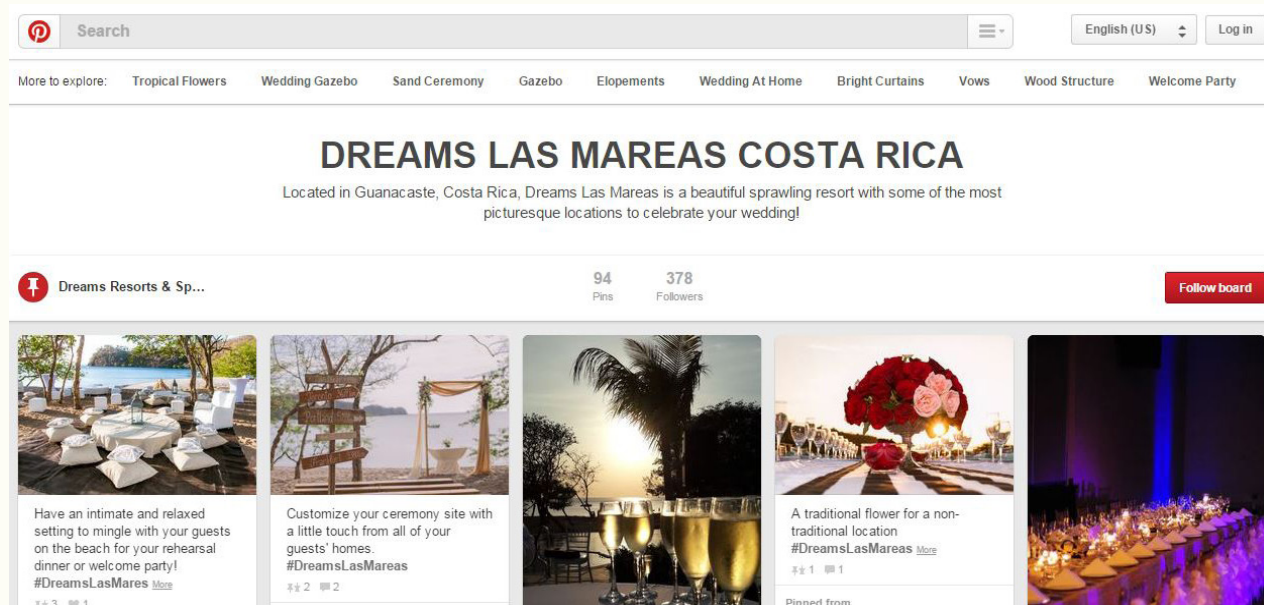 Search
English (US)
Log in
More to explore: Tropical Flowers Wedding Gazebo Sand Ceremony Gazebo Elopements Wedding At Home Bright Curtains Vows Wood Structure Welcome Party
DREAMS LAS MAREAS COSTA RICA
Located in Guanacaste, Costa Rica, Dreams Las Mareas is a beautiful sprawling resort with some of the most
picturesque locations to celebrate your wedding!
Dreams Resorts & Sp...
94
Pins
378
Followers
Follow board
Have an intimate and relaxed
setting to mingle with your guests
on the beach for your rehearsal
dinner or welcome party!
#DreamsLasMares More
3 1
Customize your ceremony site with
a little touch from all of your
guests' homes.
#DreamsLasMareas
2 2
A traditional flower for a non-
traditional location
#DreamsLasMareas More
1 1
Pinned from